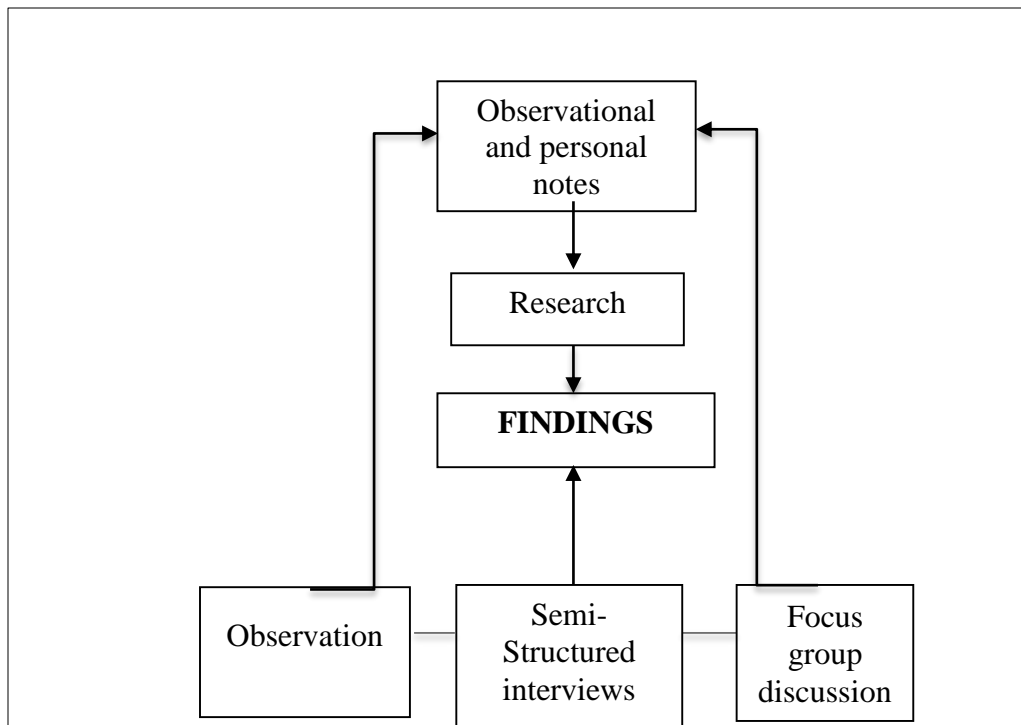 Observational
and personal
notes
Research
FINDINGS
Observation
Semi-
Structured
interviews
Focus
group
discussion